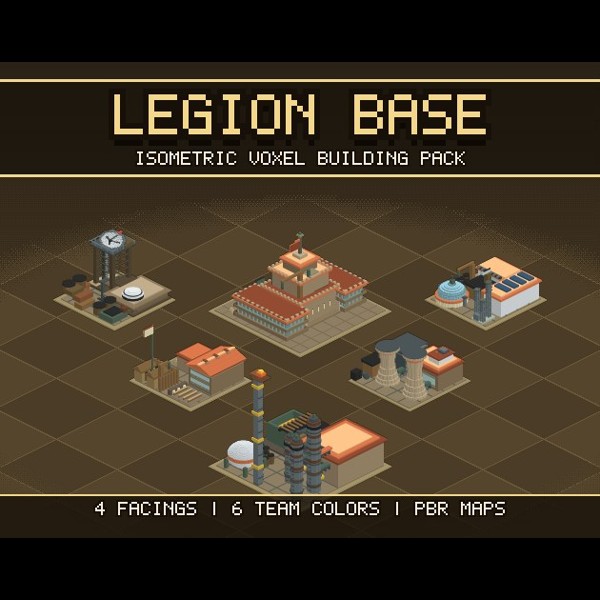 LEGION BASE
ISOMETRIC VOXEL BUILDING PACK
4 FACINGS | 6 TEAM COLORS | PBR MAPS